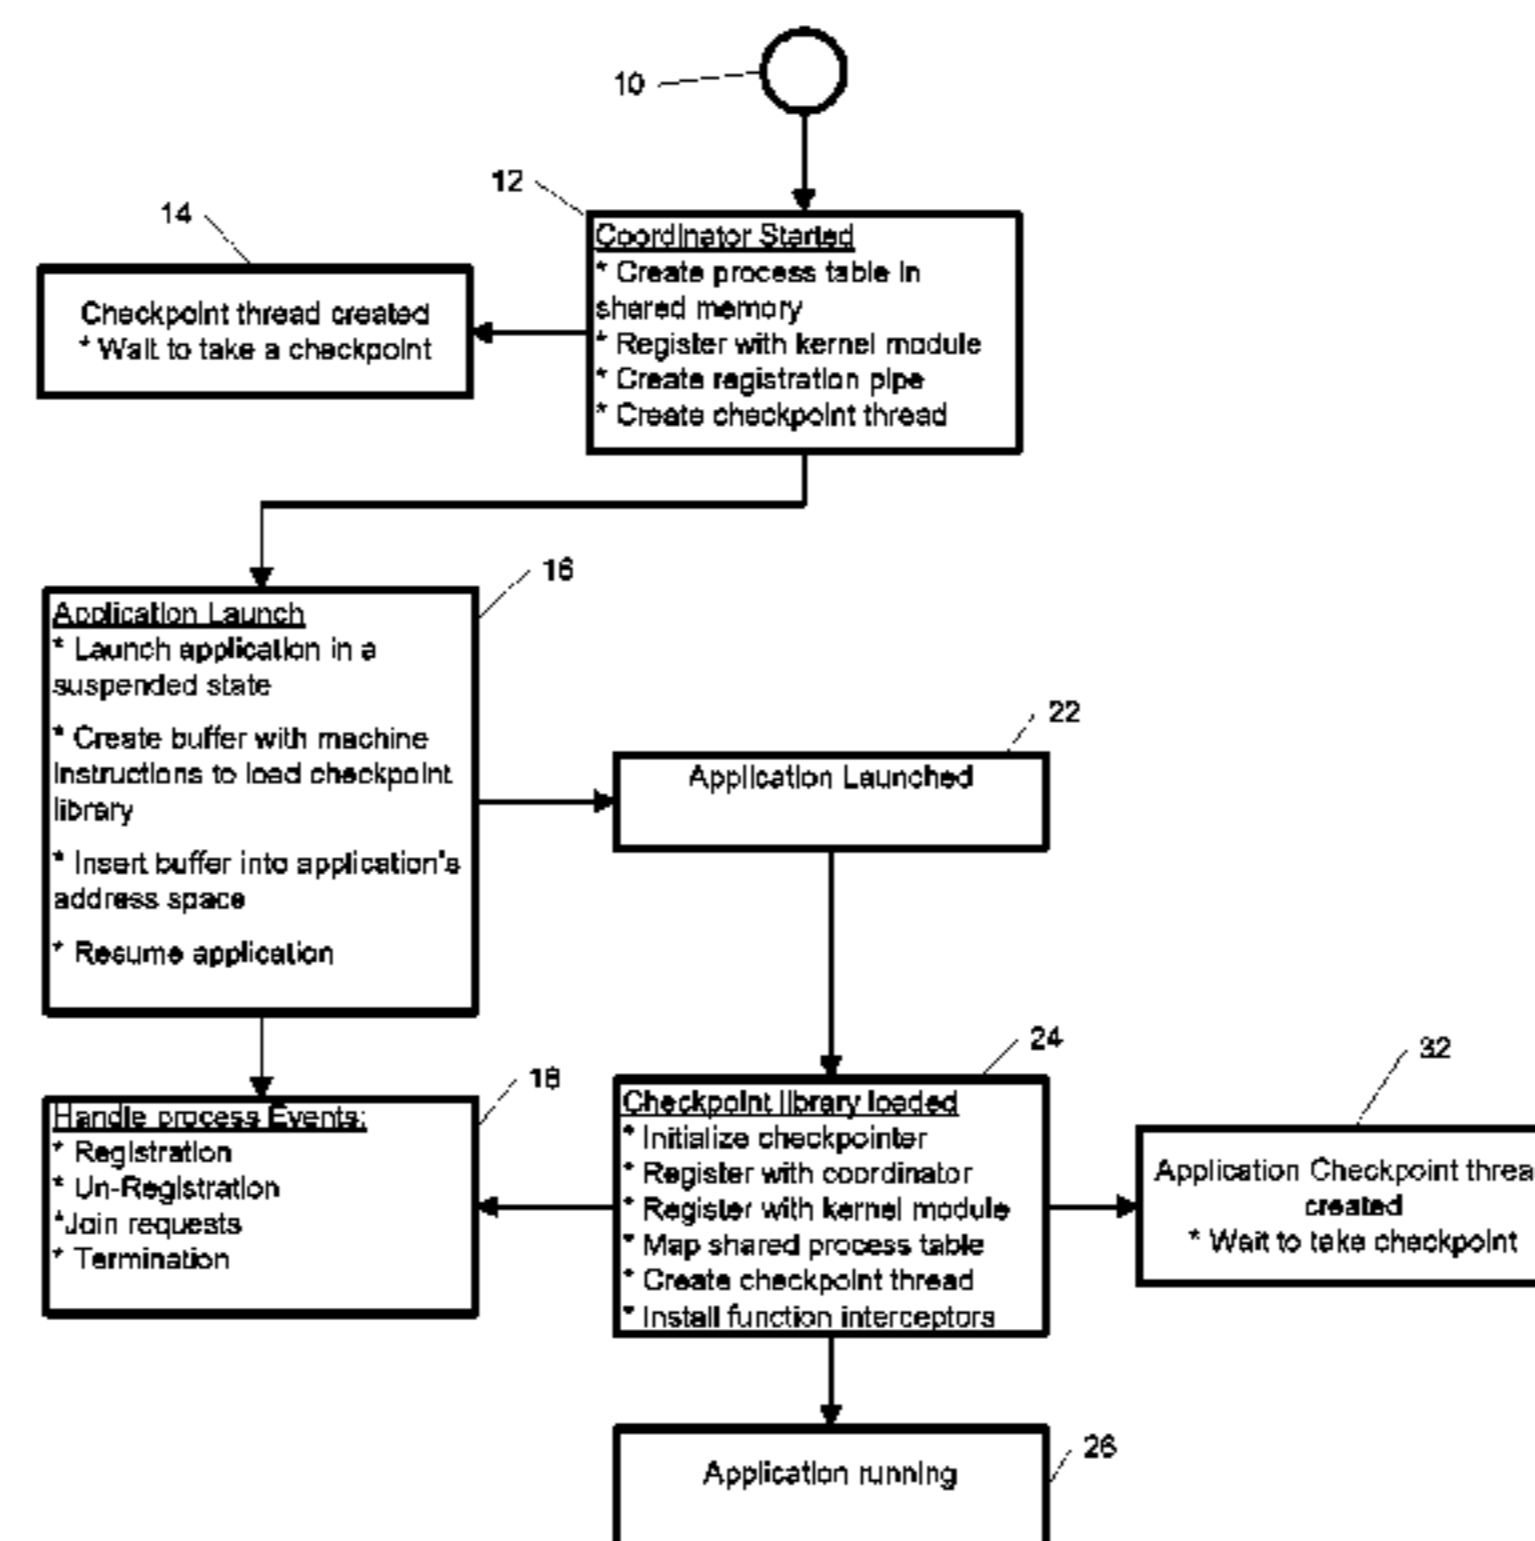 10
12
14
Coordinator Started
* Create process table in
shared memory
* Register with kernel module
* Create registration pipe
* Create checkpoint thread
Checkpoint thread created
* Wait to take a checkpoint
16
Application Launch
* Launch application in a
suspended state
* Create buffer with machine
instructions to load checkpoint
library
* Insert buffer into application's
address space
* Resume application
22
Application Launched
18
Handle process Events:
* Registration
* Un-Registration
*Join requests
* Termination
24
Checkpoint library loaded
* Initialize checkpointer
* Register with coordinator
* Register with kernel module
* Map shared process table
* Create checkpoint thread
* Install function interceptors
32
Application Checkpoint threa
created
* Wait to take checkpoint
26
Application running